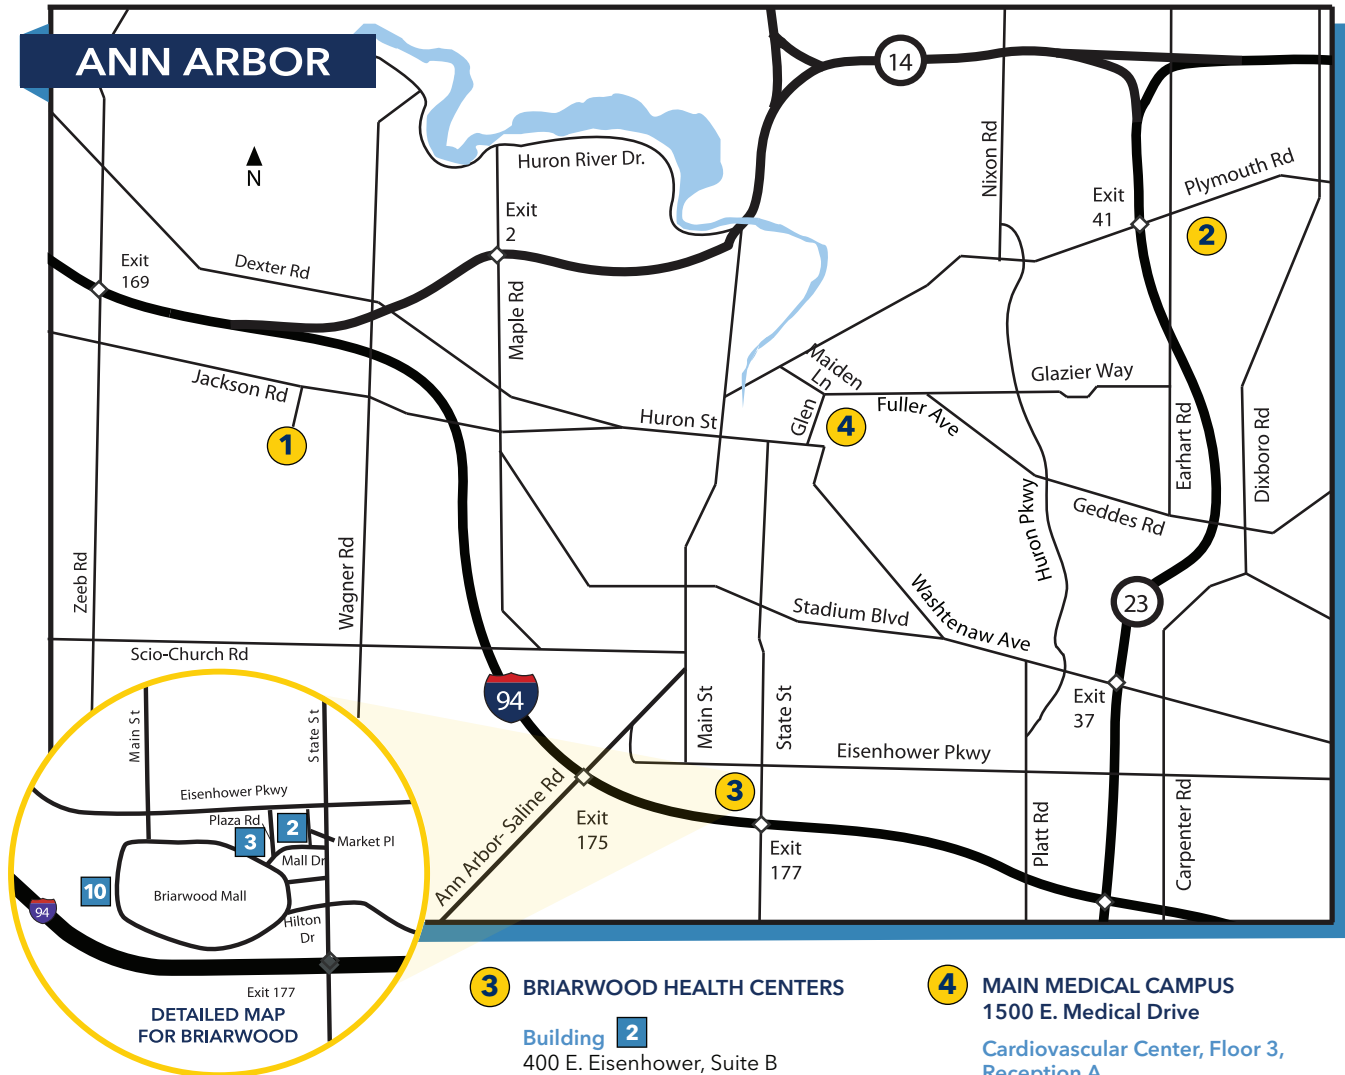 ANN ARBOR
14
N
Huron River Dr.
Nixon Rd
Plymouth Rd
Exit
41
2
Exit
2
Exit
169
Dexter Rd
Maple Rd
Jackson Rd
1
Huron St
Maiden
Ln
Glen
4
Fuller Ave
Glazier Way
Earhart Rd
Dixboro Rd
Geddes Rd
Huron Pkwy
Zeeb Rd
Wagner Rd
Washtenaw Ave
Stadium Blvd
23
Scio-Church Rd
94
Main St
State St
Exit
37
Eisenhower Pkwy
3
Ann Arbor- Saline Rd
Exit
175
Exit
177
Platt Rd
Carpenter Rd
Main St
State St
Eisenhower Pkwy
Plaza Rd
3
2
Market Pl
Mall Dr
10
Briarwood Mall
94
Hilton
Dr
Exit 177
DETAILED MAP
FOR BRIARWOOD
3 BRIARWOOD HEALTH CENTERS
Building 2
400 E. Eisenhower, Suite B
4 MAIN MEDICAL CAMPUS
1500 E. Medical Drive
Cardiovascular Center, Floor 3,
Reception A